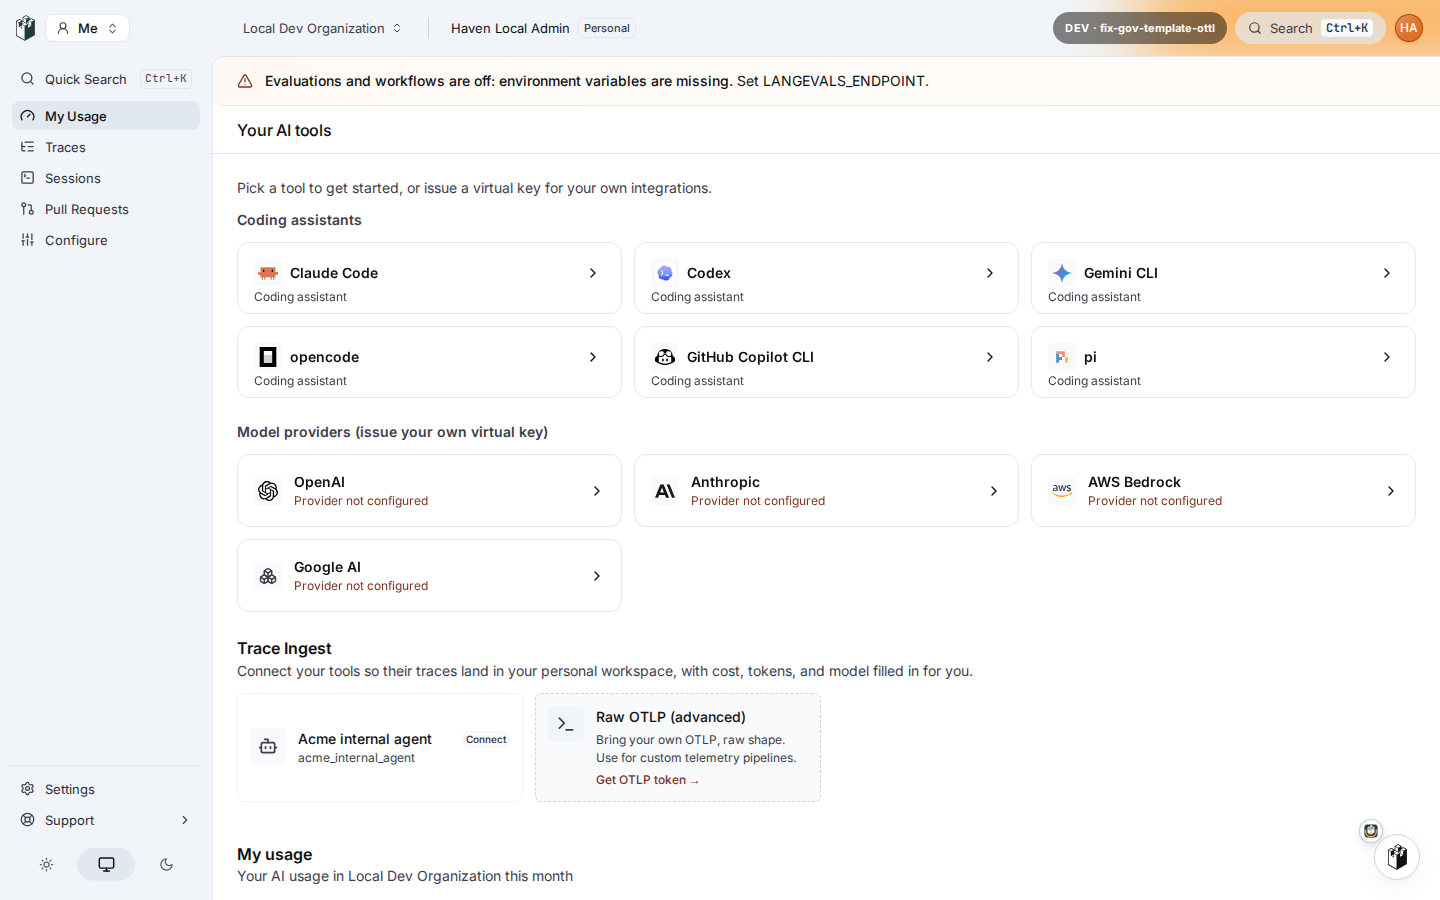 Me
Local Dev Organization
Haven Local Admin
Personal
DEV · fix-gov-template-ottl
Search
Ctrl+K
HA
Quick Search
Ctrl+K
My Usage
Traces
Sessions
Pull Requests
Configure
Settings
Support
Evaluations and workflows are off: environment variables are missing. Set LANGEVALS_ENDPOINT.
Your AI tools
Pick a tool to get started, or issue a virtual key for your own integrations.
Coding assistants
Claude Code
Coding assistant
Codex
Coding assistant
Gemini CLI
Coding assistant
opencode
Coding assistant
GitHub Copilot CLI
Coding assistant
pi
Coding assistant
Model providers (issue your own virtual key)
OpenAI
Provider not configured
Anthropic
Provider not configured
aws
AWS Bedrock
Provider not configured
Google AI
Provider not configured
Trace Ingest
Connect your tools so their traces land in your personal workspace, with cost, tokens, and model filled in for you.
Acme internal agent
acme_internal_agent
Connect
Raw OTLP (advanced)
Bring your own OTLP, raw shape.
Use for custom telemetry pipelines.
Get OTLP token →
My usage
Your AI usage in Local Dev Organization this month